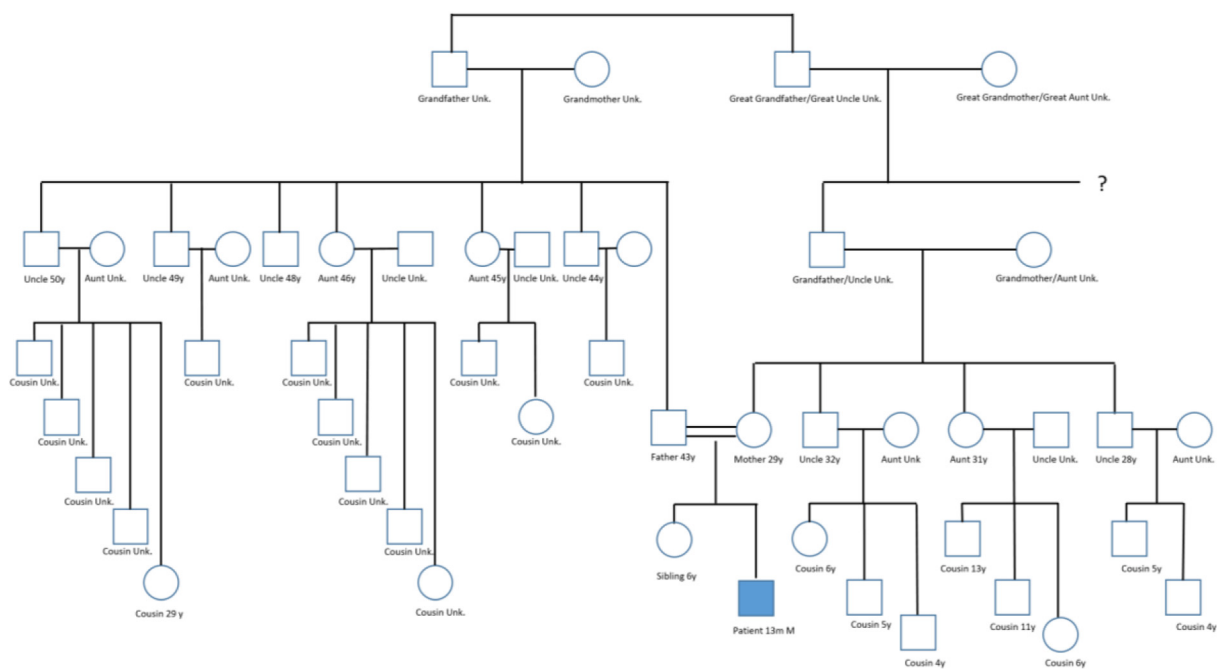 Grandfather Unk.
Grandmother Unk.
Great Grandfather/Great Uncle Unk.
Great Grandmother/Great Aunt Unk.
?
Uncle 50y
Aunt Unk.
Uncle 49y
Aunt Unk.
Uncle 48y
Aunt 46y
Uncle Unk.
Aunt 45y
Uncle Unk.
Uncle 44y
Grandfather/Uncle Unk.
Grandmother/Aunt Unk.
Cousin Unk.
Cousin Unk.
Cousin Unk.
Cousin Unk.
Cousin Unk.
Cousin Unk.
Cousin Unk.
Cousin Unk.
Father 43y
Mother 29y
Uncle 32y
Aunt Unk
Aunt 31y
Uncle Unk.
Uncle 28y
Aunt Unk.
Cousin Unk.
Cousin Unk.
Cousin Unk.
Cousin Unk.
Cousin 29 y
Cousin Unk.
Sibling 6y
Cousin 6y
Cousin 13y
Cousin 5y
Patient 13m M
Cousin 5y
Cousin 11y
Cousin 4y
Cousin 4y
Cousin 6y